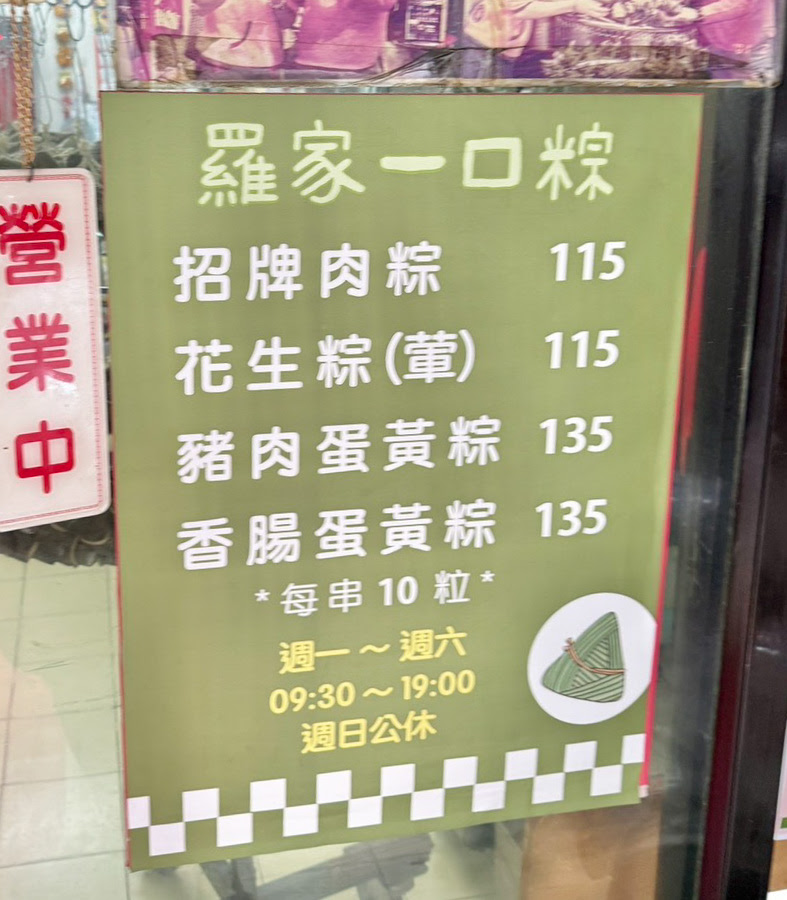 羅家一口粽
招牌肉粽 115
花生粽(葷) 115
豬肉蛋黃粽 135
香腸蛋黃粽 135
*每串10粒*
週一~週六
09:30~19:00
週日公休
營業中